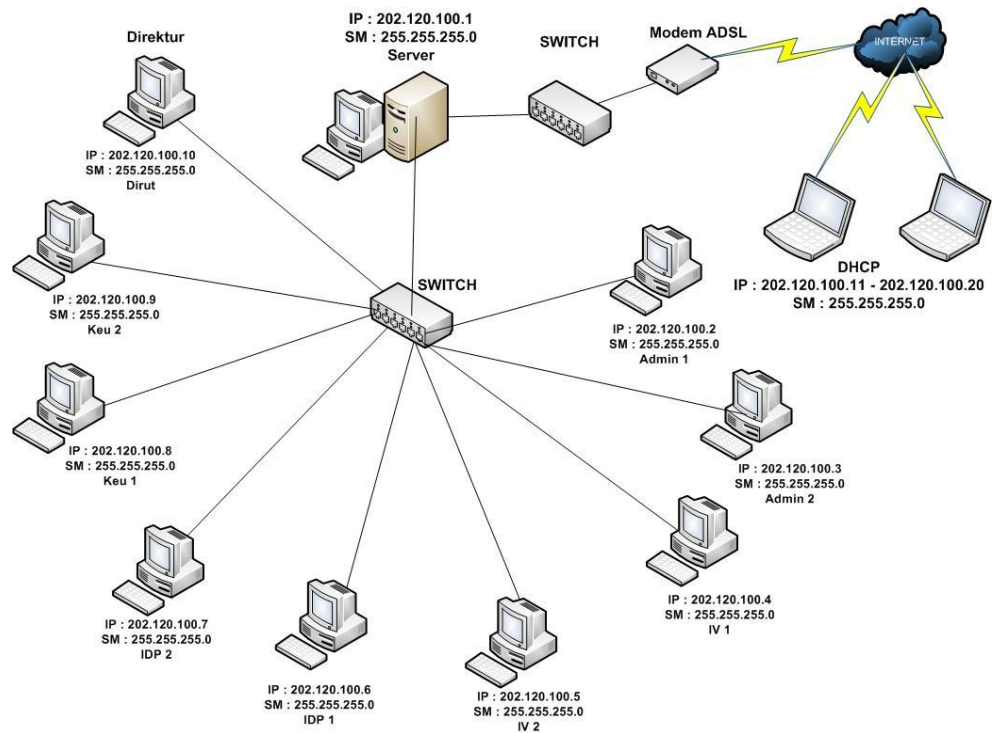 Direktur
IP : 202.120.100.1
SM : 255.255.255.0
Server
SWITCH
Modem ADSL
INTERNET
IP : 202.120.100.10
SM : 255.255.255.0
Dirut
DHCP
IP : 202.120.100.11 - 202.120.100.20
SM : 255.255.255.0
IP : 202.120.100.9
SM : 255.255.255.0
Keu 2
SWITCH
IP : 202.120.100.2
SM : 255.255.255.0
Admin 1
IP : 202.120.100.8
SM : 255.255.255.0
Keu 1
IP : 202.120.100.3
SM : 255.255.255.0
Admin 2
IP : 202.120.100.4
SM : 255.255.255.0
IV 1
IP : 202.120.100.7
SM : 255.255.255.0
IDP 2
IP : 202.120.100.6
SM : 255.255.255.0
IDP 1
IP : 202.120.100.5
SM : 255.255.255.0
IV 2